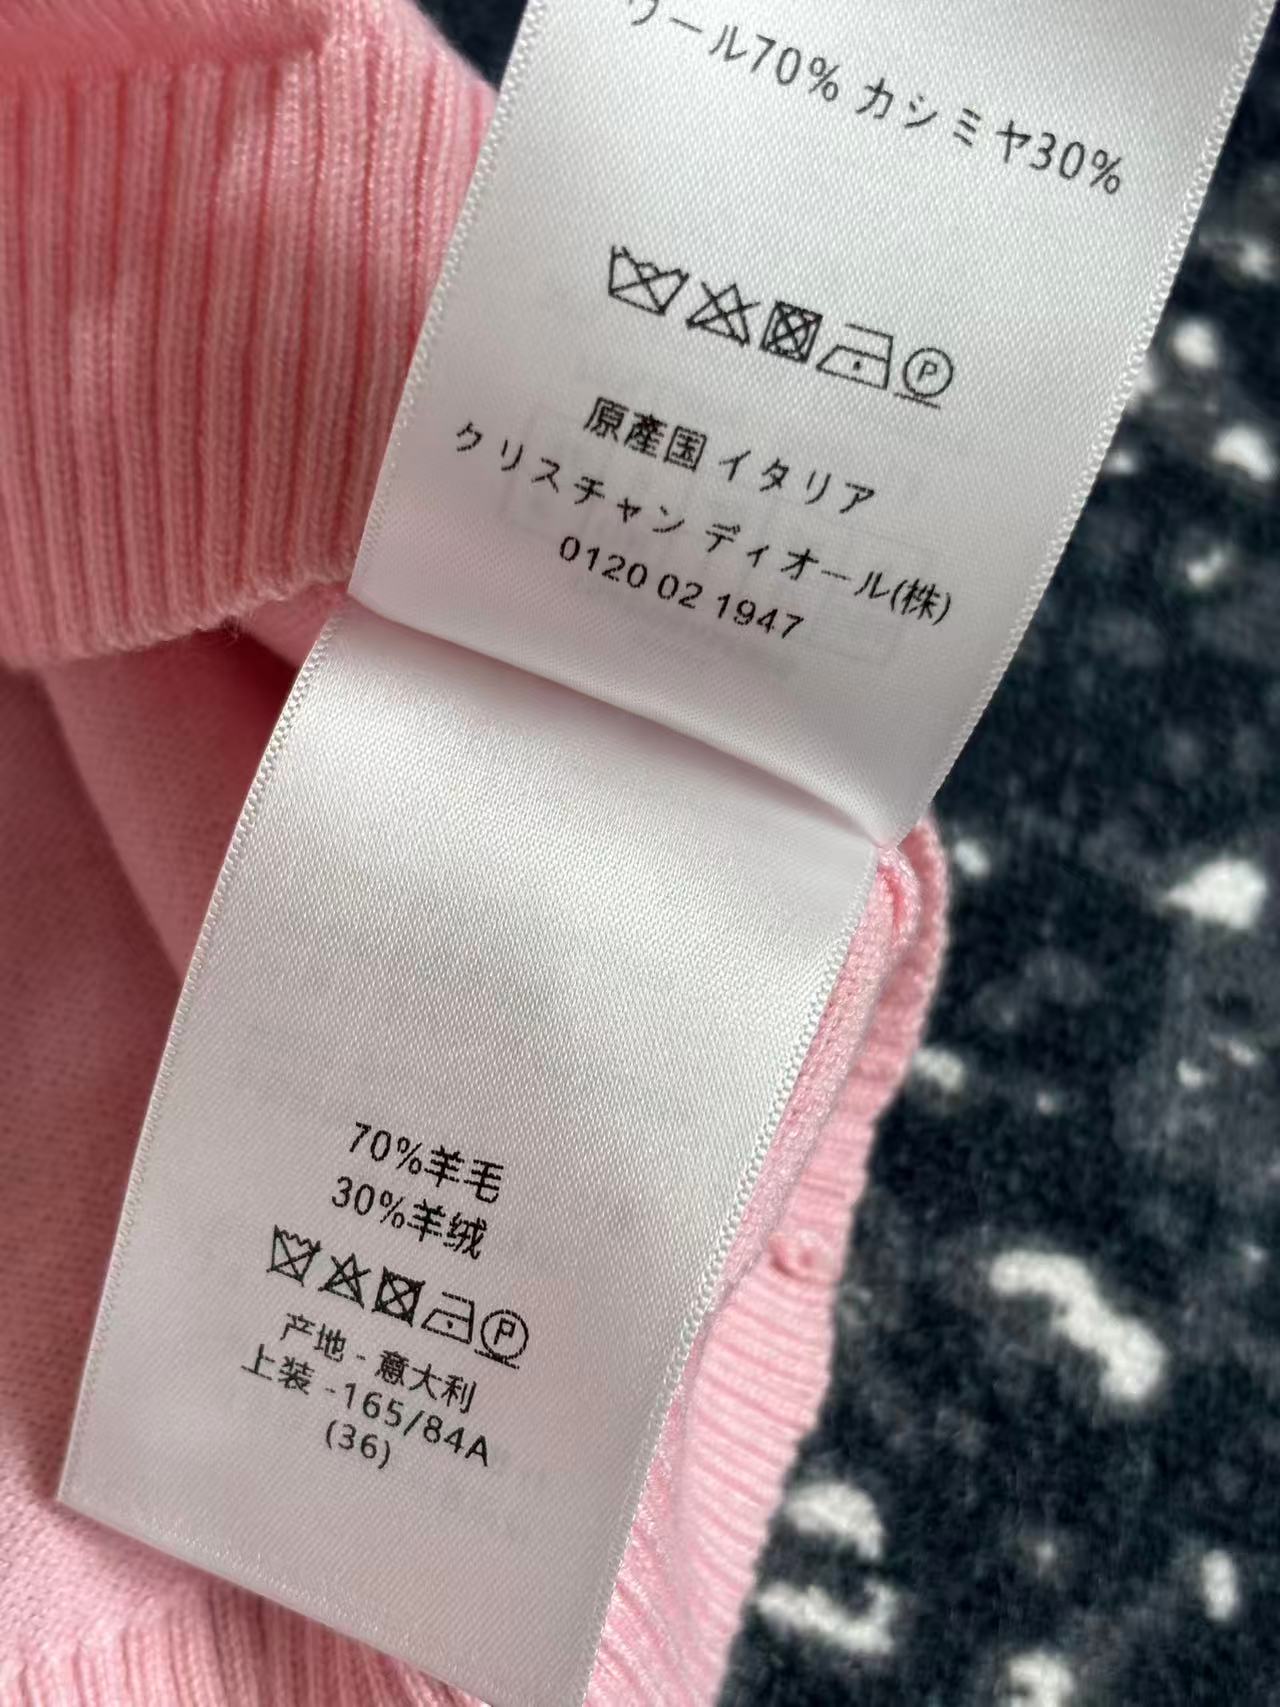 ウール70% カシミヤ30%
P
原產国 イタリア
クリスチャン ディオール(株)
0120 02 1947
70%羊毛
30%羊绒
P
产地 - 意大利
上装 -165/84A
(36)